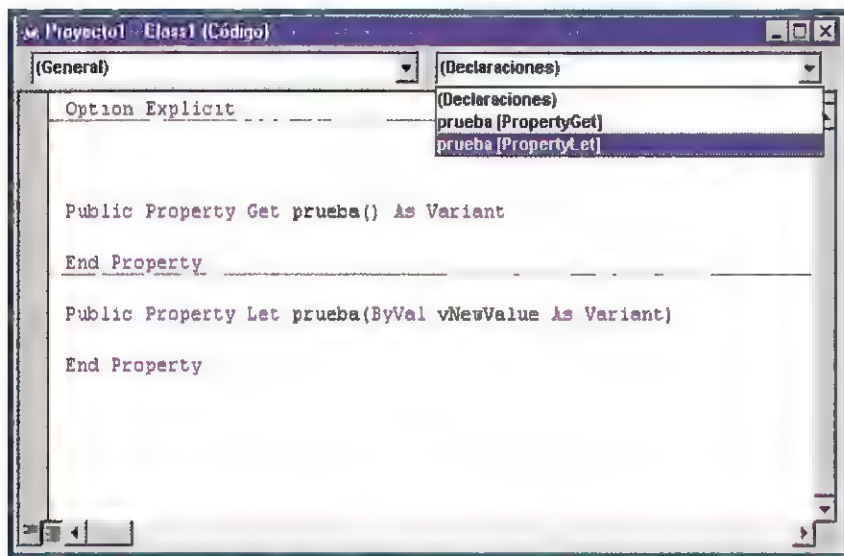 Proyecto1 - Class1 (Código)
(General)
(Declaraciones)
(Declaraciones)
prueba [PropertyGet]
prueba [PropertyLet]
Option Explicit
Public Property Get prueba() As Variant
End Property
Public Property Let prueba(ByVal vNewValue As Variant)
End Property